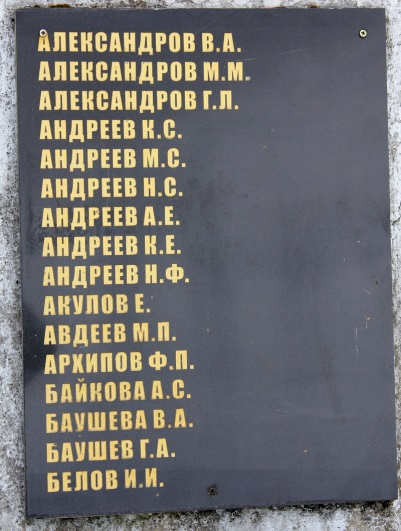 АЛЕКСАНДРОВ В.А.
АЛЕКСАНДРОВ М.М.
АЛЕКСАНДРОВ Г.Л.
АНДРЕЕВ К.С.
АНДРЕЕВ М.С.
АНДРЕЕВ Н.С.
АНДРЕЕВ А.Е.
АНДРЕЕВ К.Е.
АНДРЕЕВ Н.Ф.
АКУЛОВ Е.
АВДЕЕВ М.П.
АРХИПОВ Ф.П.
БАЙКОВА А.С.
БАУШЕВА В.А.
БАУШЕВ Г.А.
БЕЛОВ И.И.